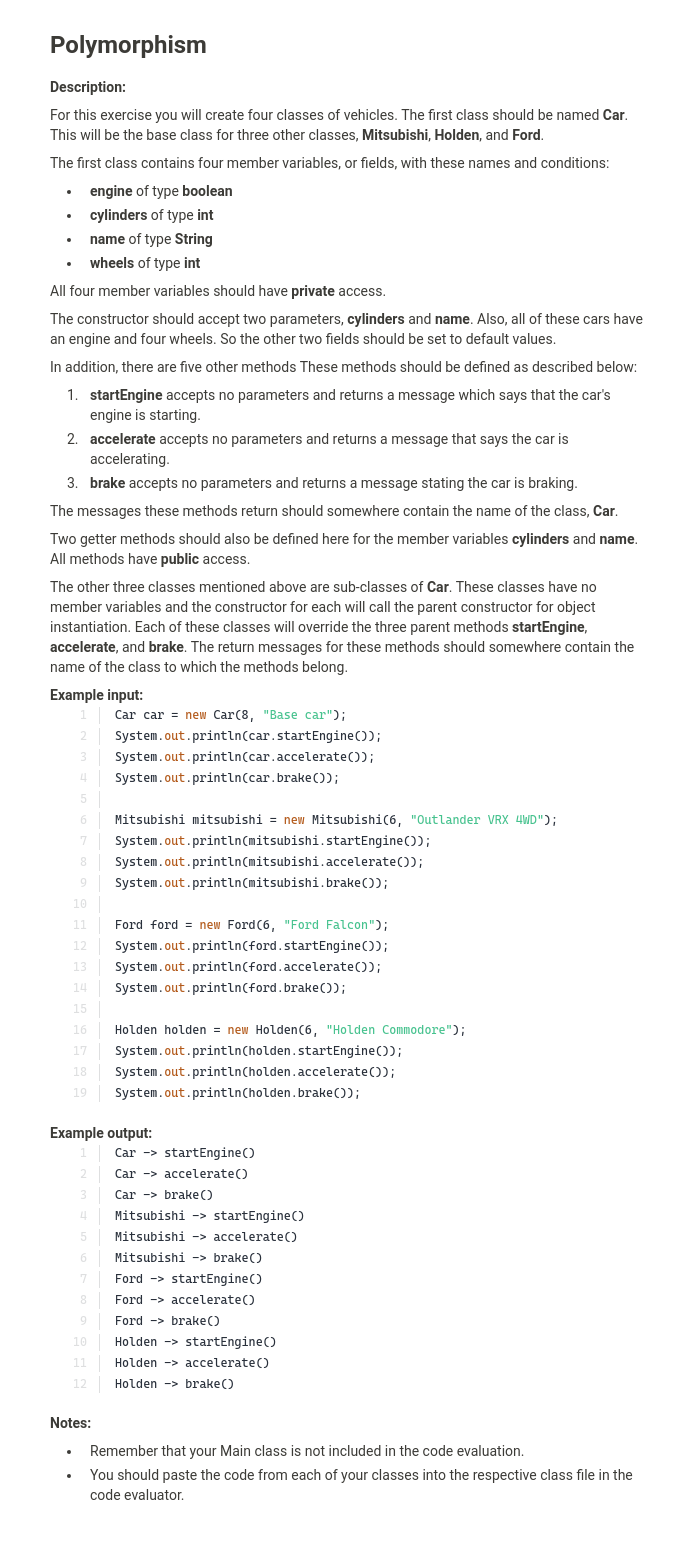 Polymorphism
Description:
For this exercise you will create four classes of vehicles. The first class should be named Car.
This will be the base class for three other classes, Mitsubishi, Holden, and Ford.
The first class contains four member variables, or fields, with these names and conditions:
• engine of type boolean
• cylinders of type int
• name of type String
• wheels of type int
All four member variables should have private access.
The constructor should accept two parameters, cylinders and name. Also, all of these cars have
an engine and four wheels. So the other two fields should be set to default values.
In addition, there are five other methods These methods should be defined as described below:
1. startEngine accepts no parameters and returns a message which says that the car's
engine is starting.
2. accelerate accepts no parameters and returns a message that says the car is
accelerating.
3. brake accepts no parameters and returns a message stating the car is braking.
The messages these methods return should somewhere contain the name of the class, Car.
Two getter methods should also be defined here for the member variables cylinders and name.
All methods have public access.
The other three classes mentioned above are sub-classes of Car. These classes have no
member variables and the constructor for each will call the parent constructor for object
instantiation. Each of these classes will override the three parent methods startEngine,
accelerate, and brake. The return messages for these methods should somewhere contain the
name of the class to which the methods belong.
Example input:
1 Car car = new Car(8, "Base car");
2 System.out.println(car.startEngine());
3 System.out.println(car.accelerate());
4 System.out.println(car.brake());
5
6 Mitsubishi mitsubishi = new Mitsubishi(6, "Outlander VRX 4WD");
7 System.out.println(mitsubishi.startEngine());
8 System.out.println(mitsubishi.accelerate());
9 System.out.println(mitsubishi.brake());
10
11 Ford ford = new Ford(6, "Ford Falcon");
12 System.out.println(ford.startEngine());
13 System.out.println(ford.accelerate());
14 System.out.println(ford.brake());
15
16 Holden holden = new Holden(6, "Holden Commodore");
17 System.out.println(holden.startEngine());
18 System.out.println(holden.accelerate());
19 System.out.println(holden.brake());
Example output:
1 Car -> startEngine()
2 Car -> accelerate()
3 Car -> brake()
4 Mitsubishi -> startEngine()
5 Mitsubishi -> accelerate()
6 Mitsubishi -> brake()
7 Ford -> startEngine()
8 Ford -> accelerate()
9 Ford -> brake()
10 Holden -> startEngine()
11 Holden -> accelerate()
12 Holden -> brake()
Notes:
• Remember that your Main class is not included in the code evaluation.
• You should paste the code from each of your classes into the respective class file in the
code evaluator.